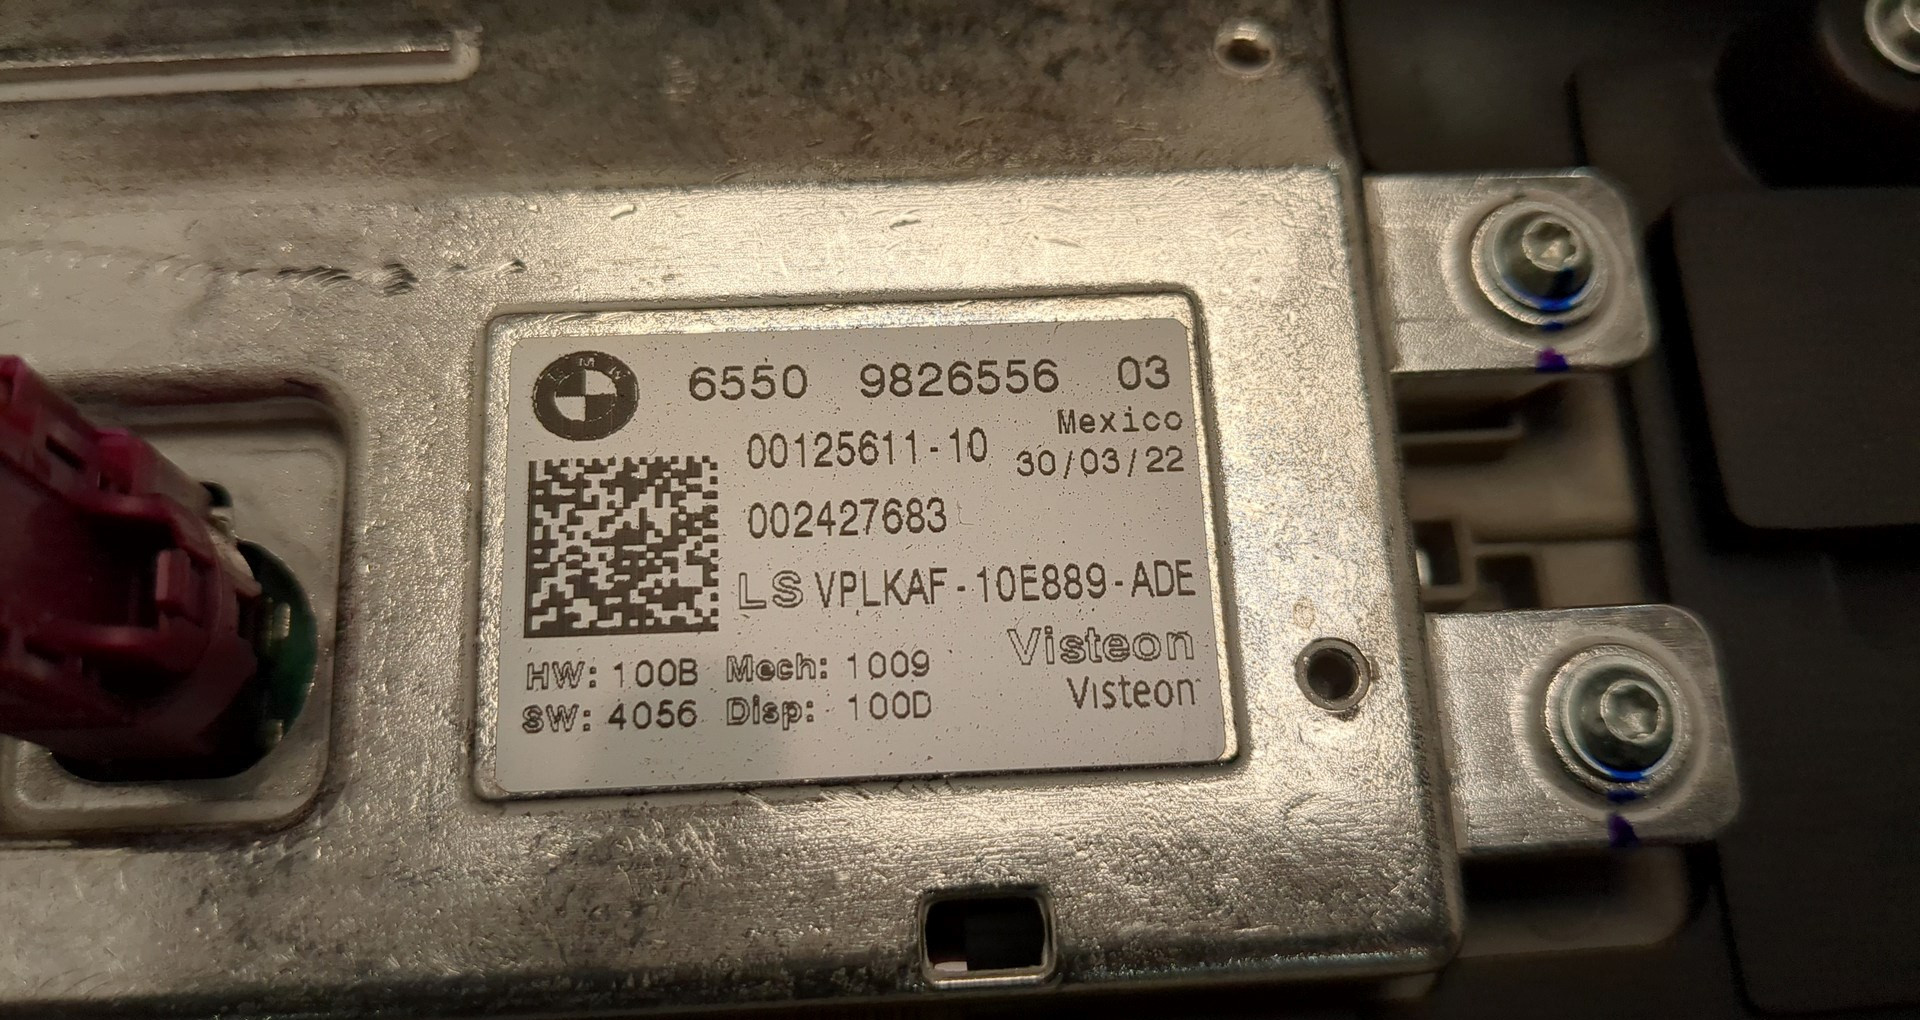 BMW
6550 9826556 03
Mexico
00125611-10 30/03/22
002427683
LS VPLKAF-10E889-ADE
HW: 100B Mech: 1009 Visteon
SW: 4056 Disp: 100D Visteon